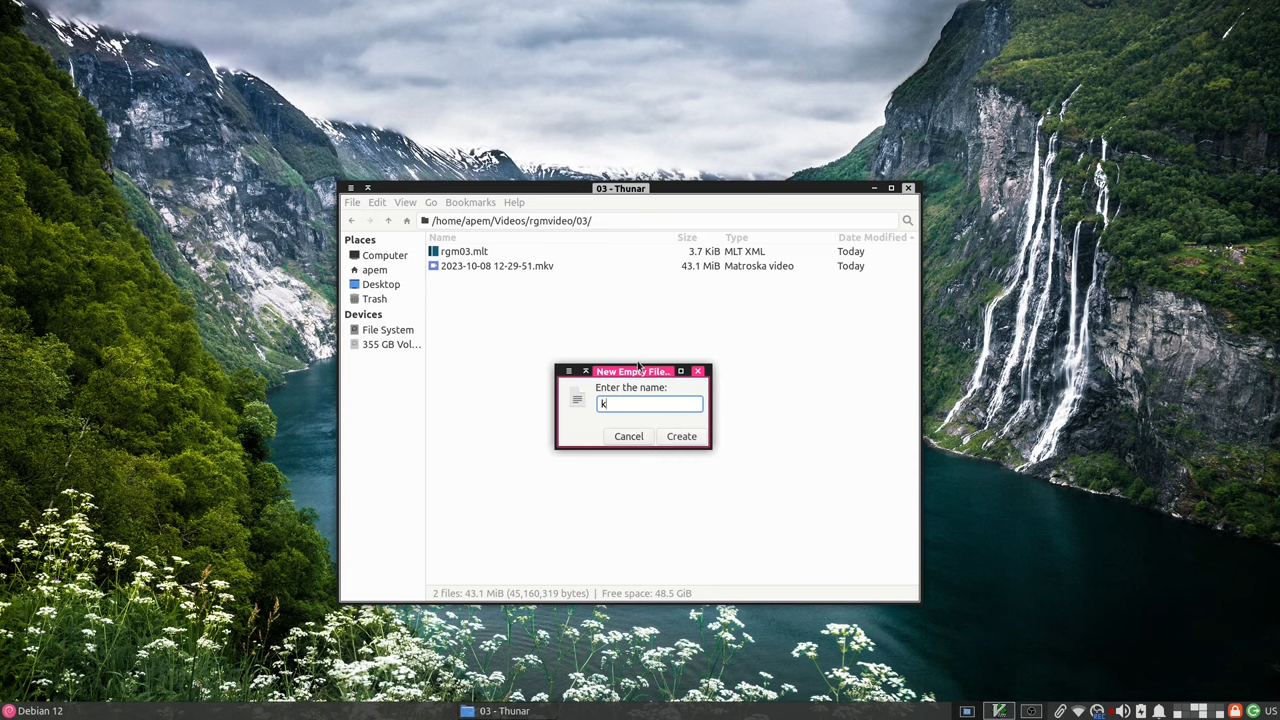 03 - Thunar
File Edit View Go Bookmarks Help
/home/apem/Videos/rgmvideo/03/
Places
Computer
apem
Desktop
Trash
Devices
File System
355 GB Vol...
Name Size Type Date Modified
rgm03.mlt 3.7 KiB MLT XML Today
2023-10-08 12-29-51.mkv 43.1 MiB Matroska video Today
New Empty File..
Enter the name:
k
Cancel Create
2 files: 43.1 MiB (45,160,319 bytes) | Free space: 48.5 GiB
Debian 12 03 - Thunar US